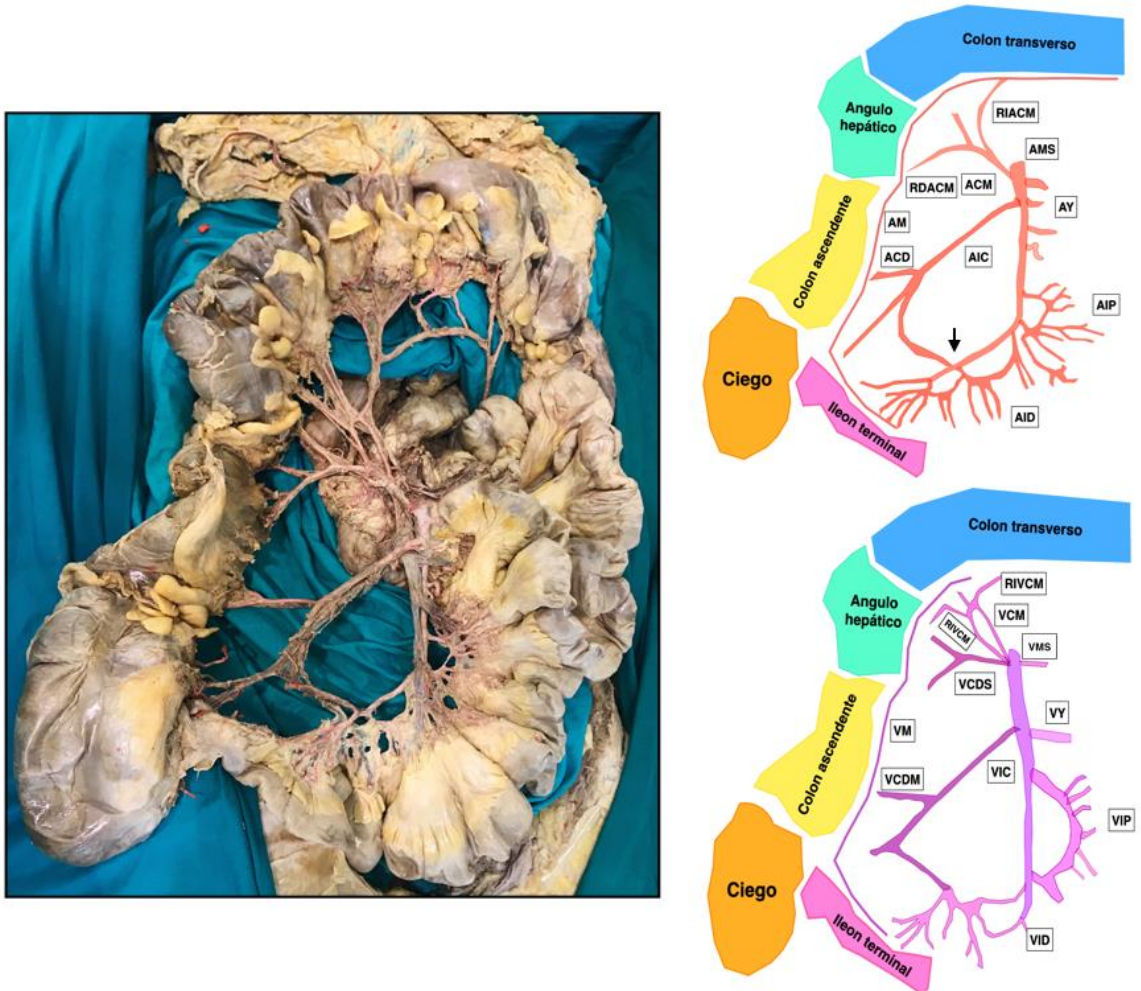 Colon transverso
Angulo
hepático
RIACM
AMS
RDACM
ACM
AY
AM
Colon ascendente
ACD
AIC
AIP
Ciego
Ileon terminal
AID
Colon transverso
Angulo
hepático
RIVCM
VCM
RIVCM
VMS
VCDS
Colon ascendente
VM
VY
VCDM
VIC
VIP
Ciego
Ileon terminal
VID